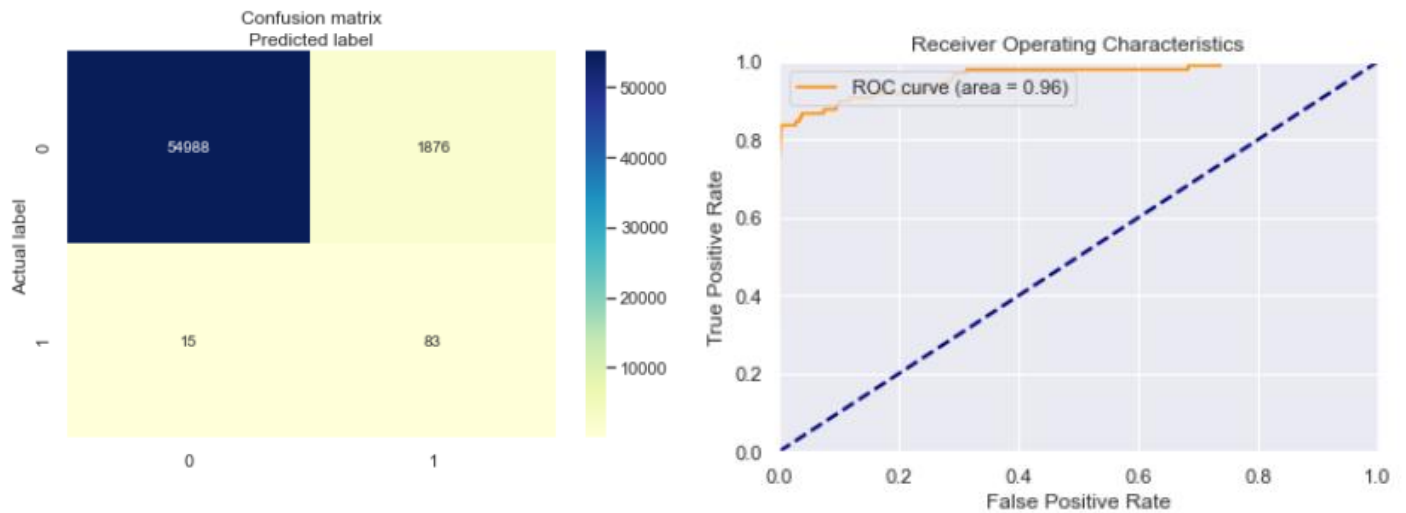 Confusion matrix
Predicted label
Actual label
0
1
54988
1876
15
83
0
1
50000
40000
30000
20000
10000
Receiver Operating Characteristics
ROC curve (area = 0.96)
True Positive Rate
1.0
0.8
0.6
0.4
0.2
0.0
0.0 0.2 0.4 0.6 0.8 1.0
False Positive Rate